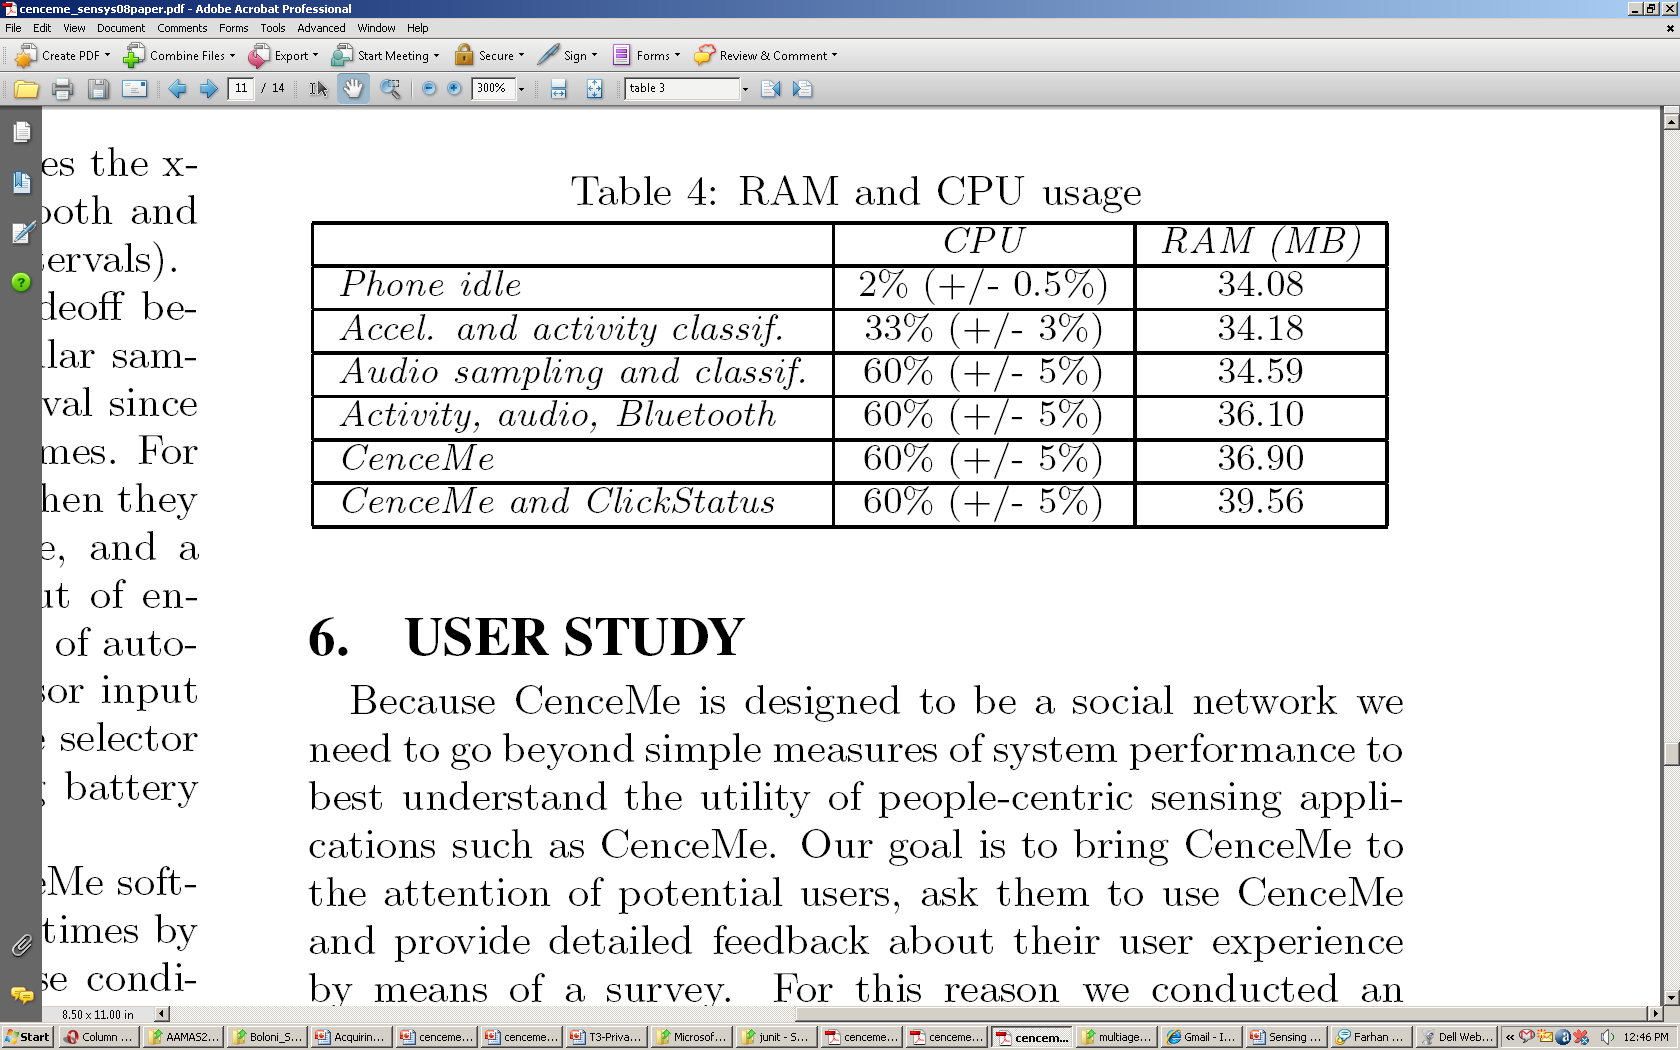 cenceme_sensys08paper.pdf - Adobe Acrobat Professional
File Edit View Document Comments Forms Tools Advanced Window Help
Create PDF Combine Files Export Start Meeting Secure Sign Forms Review & Comment
11 / 14 300% table 3
es the x-
ooth and
tervals).
deoff be-
lar sam-
val since
mes. For
hen they
e, and a
ut of en-
of auto-
sor input
e selector
g battery
eMe soft-
times by
se condi-
Table 4: RAM and CPU usage
CPU RAM (MB)
Phone idle 2% (+/- 0.5%) 34.08
Accel. and activity classif. 33% (+/- 3%) 34.18
Audio sampling and classif. 60% (+/- 5%) 34.59
Activity, audio, Bluetooth 60% (+/- 5%) 36.10
CenceMe 60% (+/- 5%) 36.90
CenceMe and ClickStatus 60% (+/- 5%) 39.56
6. USER STUDY
Because CenceMe is designed to be a social network we
need to go beyond simple measures of system performance to
best understand the utility of people-centric sensing appli-
cations such as CenceMe. Our goal is to bring CenceMe to
the attention of potential users, ask them to use CenceMe
and provide detailed feedback about their user experience
by means of a survey. For this reason we conducted an
8.50 x 11.00 in
Start Column ... AAMAS2... Boloni_S... Acquirin... cenceme... cenceme... T3-Priva... Microsof... junit - S... cenceme... cenceme... cencem... multiage... Gmail - I... Sensing ... Farhan ... Dell Web... « 12:46 PM